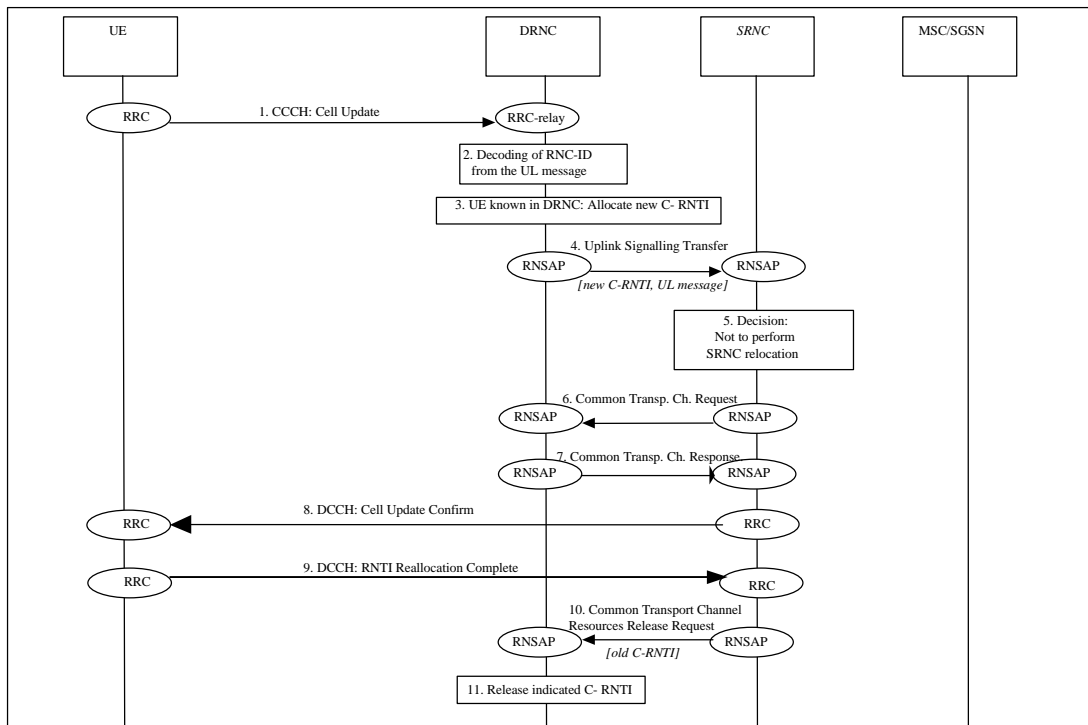 UE
DRNC
SRNC
MSC/SGSN
RRC
1. CCCH: Cell Update
RRC-relay
2. Decoding of RNC-ID
from the UL message
3. UE known in DRNC: Allocate new C- RNTI
4. Uplink Signalling Transfer
RNSAP
RNSAP
[new C-RNTI, UL message]
5. Decision:
Not to perform
SRNC relocation
6. Common Transp. Ch. Request
RNSAP
RNSAP
7. Common Transp. Ch. Response
RNSAP
RNSAP
8. DCCH: Cell Update Confirm
RRC
RRC
9. DCCH: RNTI Reallocation Complete
RRC
RRC
10. Common Transport Channel
Resources Release Request
RNSAP
RNSAP
[old C-RNTI]
11. Release indicated C- RNTI